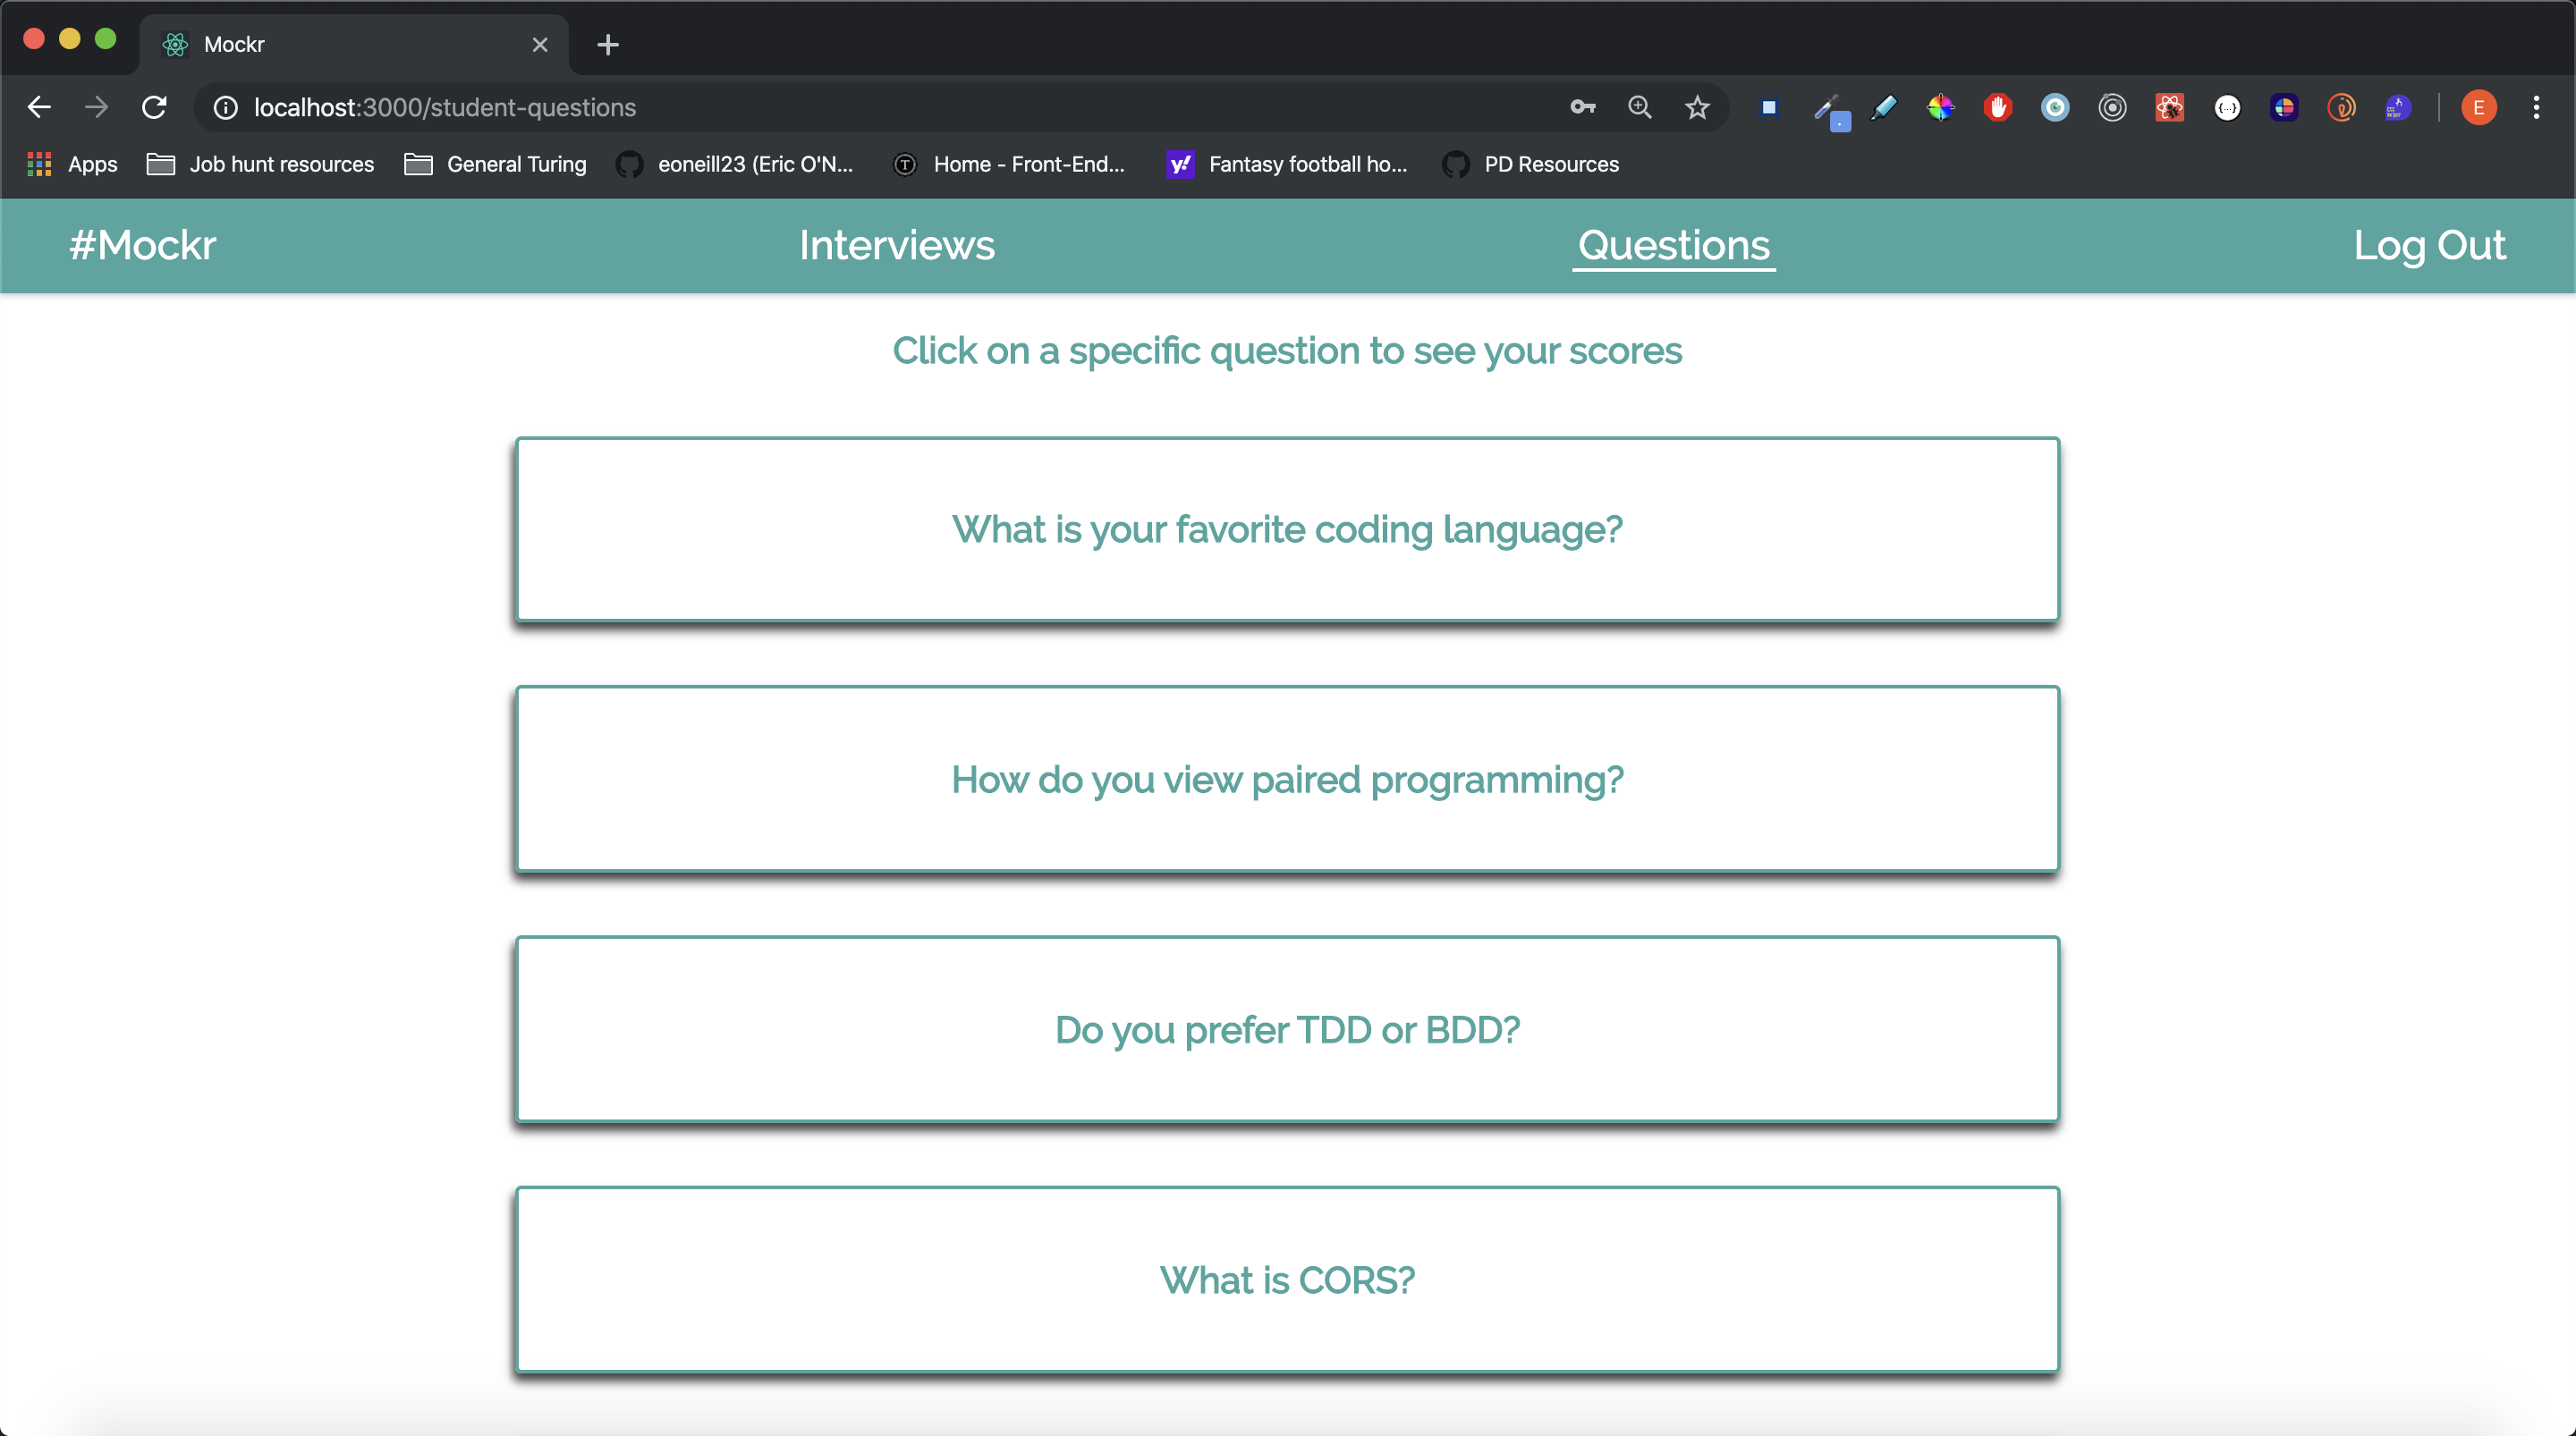 Mockr
localhost:3000/student-questions
E
Apps
Job hunt resources
General Turing
eoneill23 (Eric O'N...
Home - Front-End...
Fantasy football ho...
PD Resources
#Mockr
Interviews
Questions
Log Out
Click on a specific question to see your scores
What is your favorite coding language?
How do you view paired programming?
Do you prefer TDD or BDD?
What is CORS?